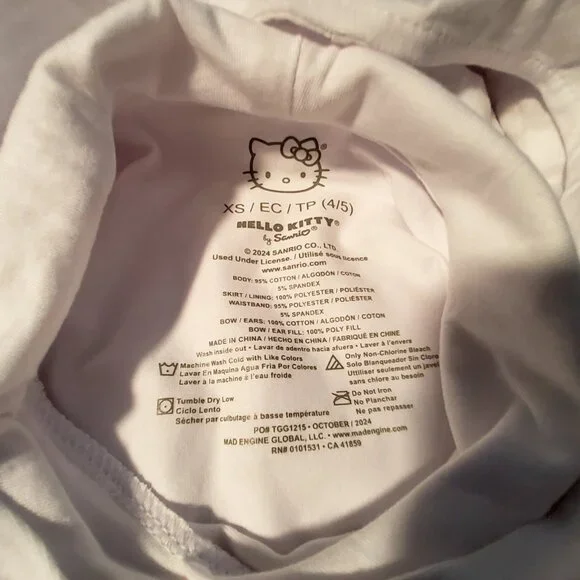 ®
XS / EC / TP (4/5)
HELLO KITTY®
by Sanrio®
© 2024 SANRIO CO., LTD.
Used Under License. / Utilisé sous licence
www.sanrio.com
BODY: 95% COTTON / ALGODÓN / COTON
5% SPANDEX
SKIRT / LINING: 100% POLYESTER / POLIÉSTER
WAISTBAND: 95% POLYESTER / POLIÉSTER
5% SPANDEX
BOW / EARS: 100% COTTON / ALGODÓN / COTON
BOW / EAR FILL: 100% POLY FILL
MADE IN CHINA / HECHO EN CHINA / FABRIQUÉ EN CHINE
Wash inside out • Lavar de adentro hacia afuera • Laver à l'envers
Machine Wash Cold with Like Colors
Lavar En Maquina Agua Fria Por Colores
Laver à la machine à l'eau froide
Only Non-Chlorine Bleach
Solo Blanqueador Sin Clpro
Utiliser seulement un javel
sans chlore au besoin
Tumble Dry Low
Ciclo Lento
Sécher par culbutage à basse température
Do Not Iron
No Planchar
Ne pas repasser
PO# TGG1215 • OCTOBER / 2024
MAD ENGINE GLOBAL, LLC. • www.madengine.com
RN# 0101531 • CA 41859